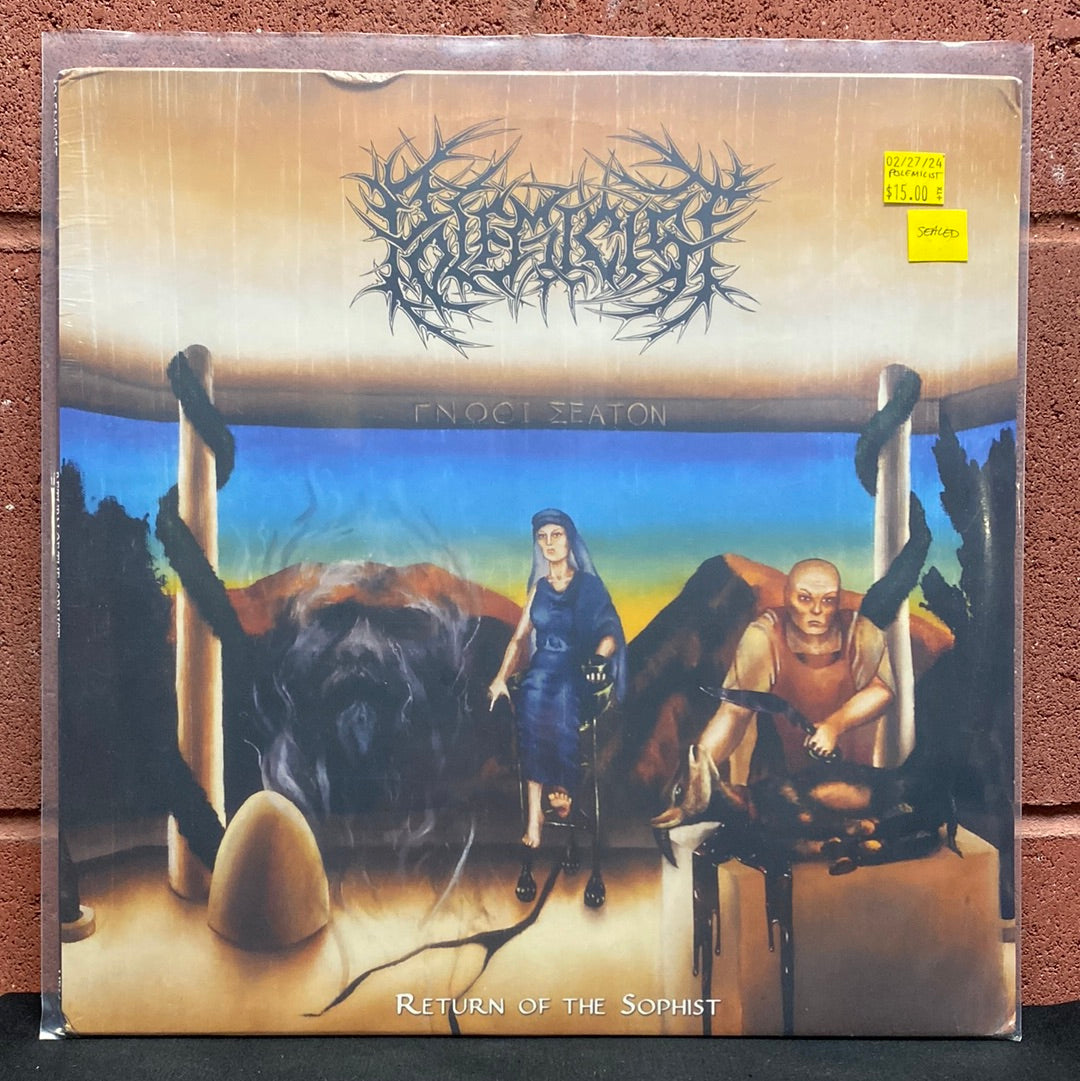 POLEMICIST
02/27/24
POLEMICIST
$15.00
SEALED
ΓΝΩΘΙ ΣΕΑΤΟΝ
RETURN OF THE SOPHIST